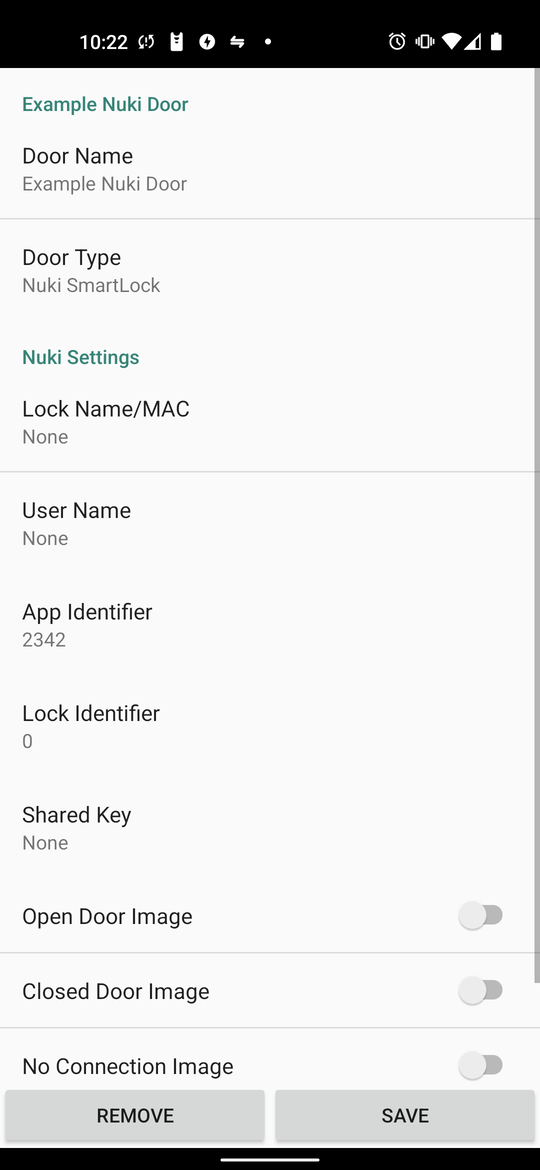 10:22
Example Nuki Door
Door Name
Example Nuki Door
Door Type
Nuki SmartLock
Nuki Settings
Lock Name/MAC
None
User Name
None
App Identifier
2342
Lock Identifier
0
Shared Key
None
Open Door Image
Closed Door Image
No Connection Image
REMOVE SAVE